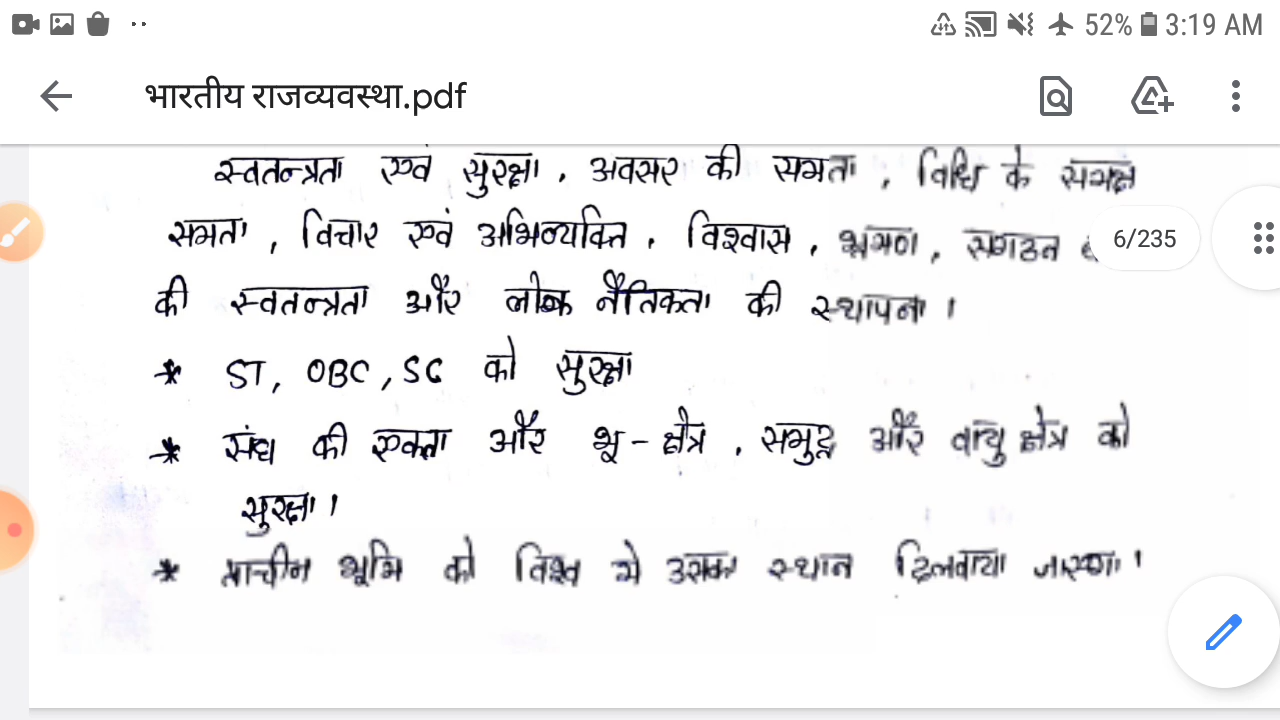 52% 3:19 AM
भारतीय राजव्यवस्था.pdf
स्वतन्त्रता एवं सुरक्षा, अवसर की समता, विधि के समक्ष
समता, विचार एवं अभिव्यक्ति, विश्वास, भ्रमण, संगठन
6/235
की स्वतन्त्रता और लोक नैतिकता की स्थापना।
* ST, OBC, SC को सुरक्षा
* संघ की एकता और भू-क्षेत्र, समुद्र और वायु क्षेत्र को
सुरक्षा।
* प्राचीन भूमि को विश्व मे उसका स्थान दिलवाया जाएगा।